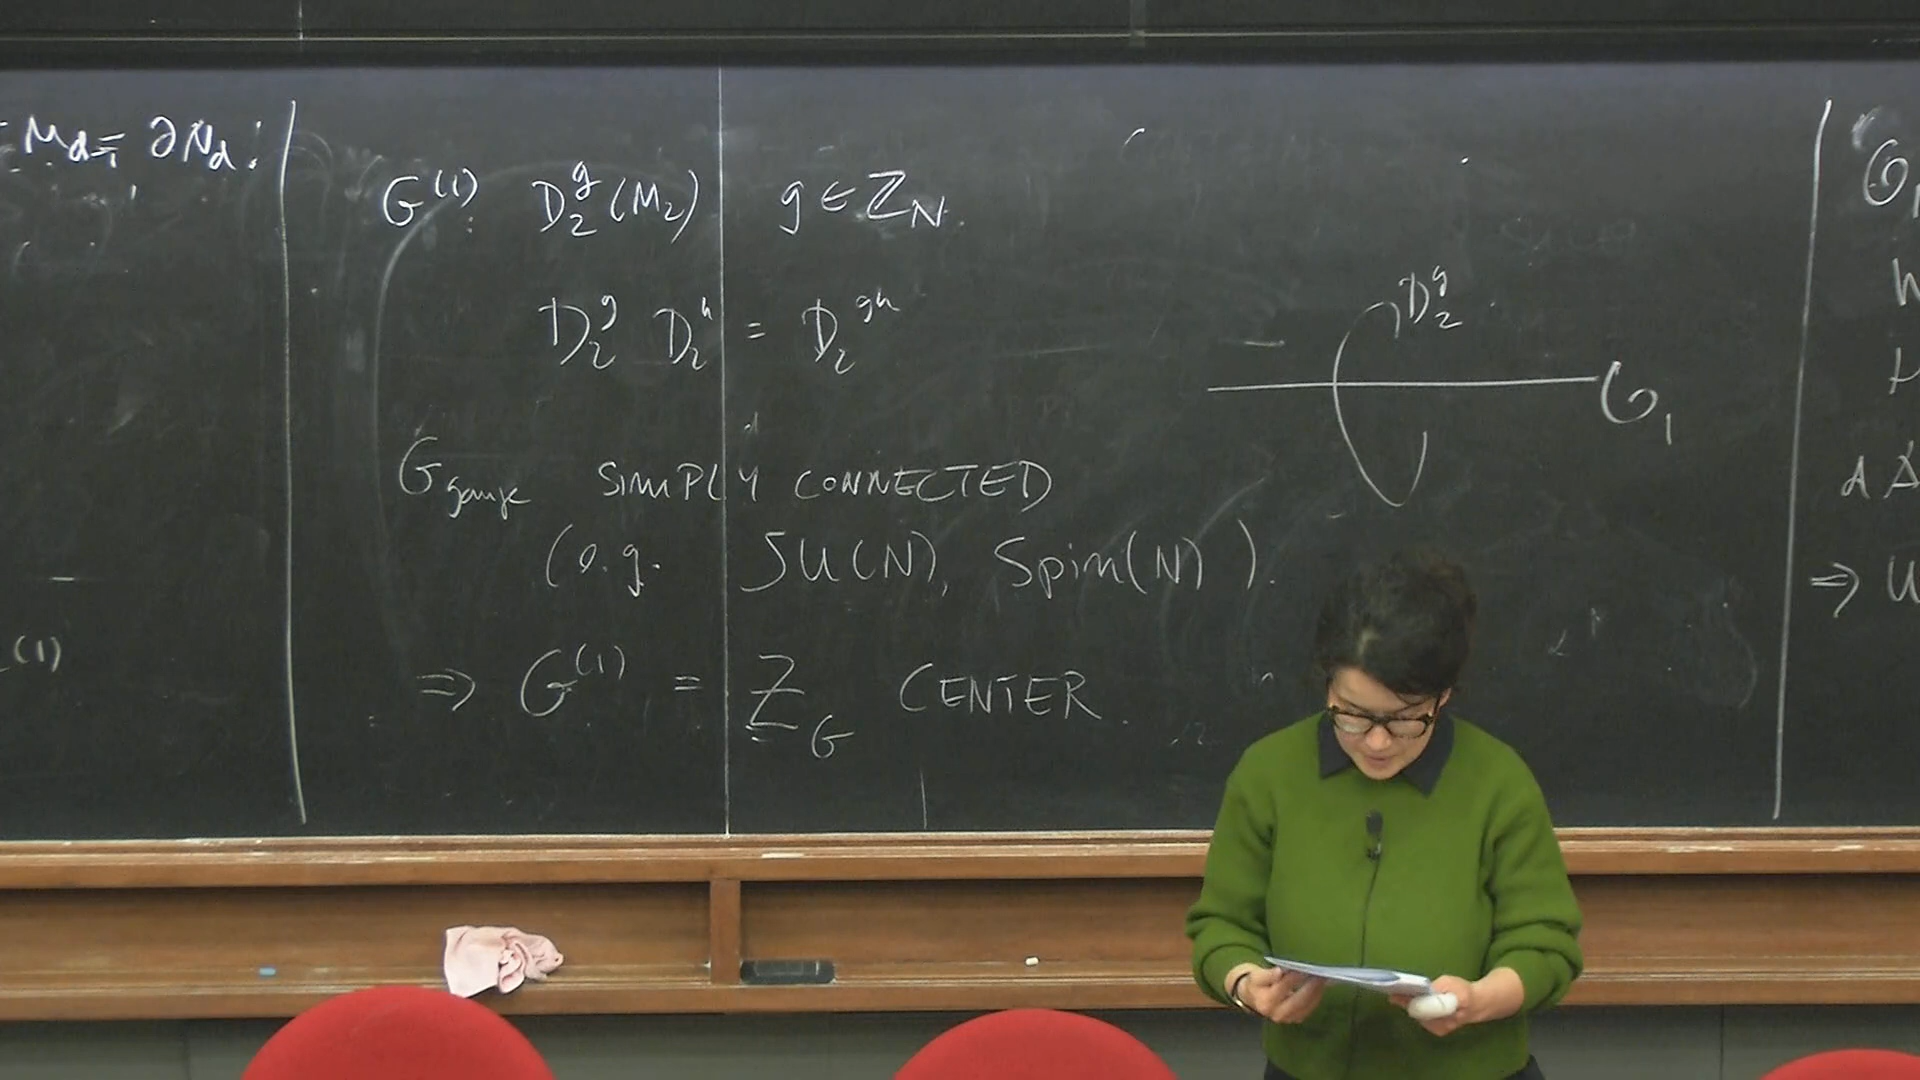 M_d = ∂N_d!
(1)
G^(1) D_2^g(M_2) g ∈ ℤ_N.
D_2^g D_2^h = D_2^gh
D_2^g
O_1
G_gauge SIMPLY CONNECTED
(e.g. SU(N), Spin(N)).
⇒ G^(1) = Z_G CENTER.
d A
⇒ U